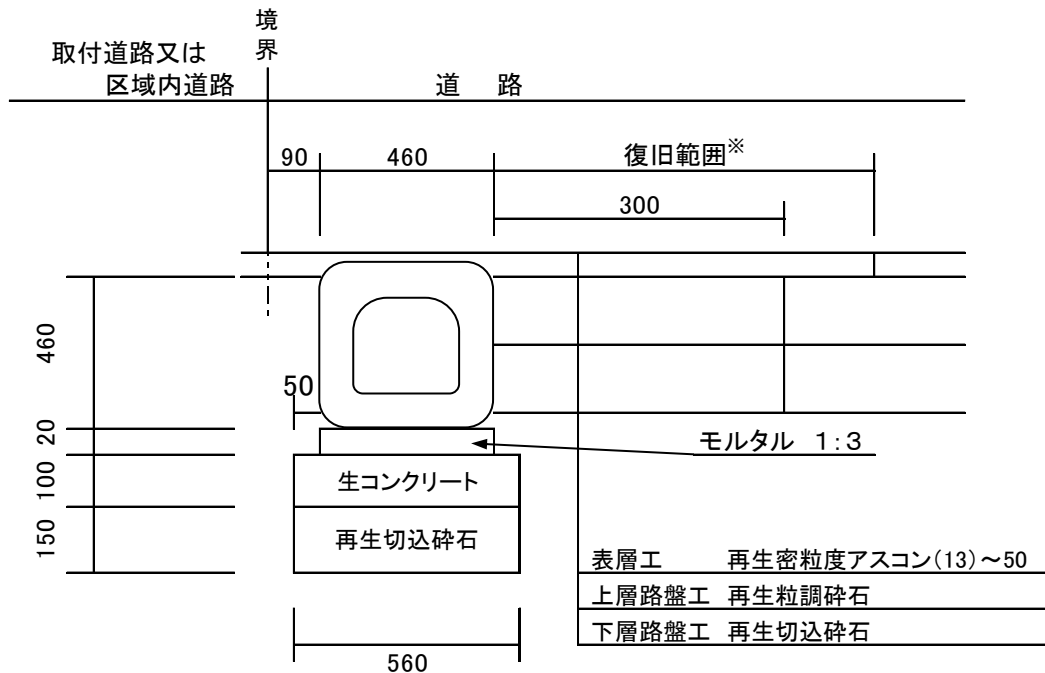 境
界
取付道路又は
区域内道路
道　路
90
460
復旧範囲※
300
460
20
100
150
50
モルタル　1:3
生コンクリート
再生切込砕石
表層工　再生密粒度アスコン(13)～50
上層路盤工　再生粒調砕石
下層路盤工　再生切込砕石
560